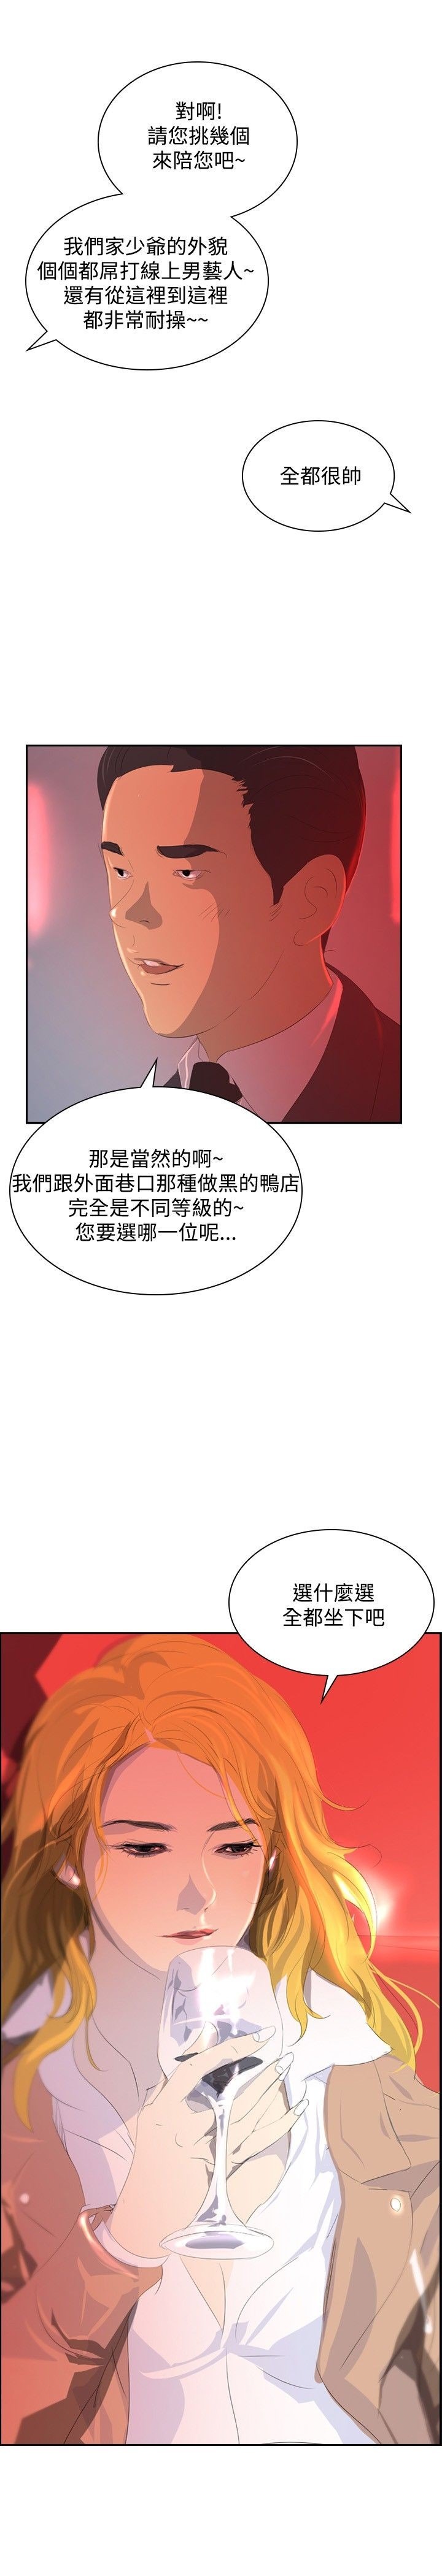 對啊!
請您挑幾個
來陪您吧~
我們家少爺的外貌
個個都屌打線上男藝人~
還有從這裡到這裡
都非常耐操~~
全都很帥
那是當然的啊~
我們跟外面巷口那種做黑的鴨店
完全是不同等級的~
您要選哪一位呢...
選什麼選
全都坐下吧